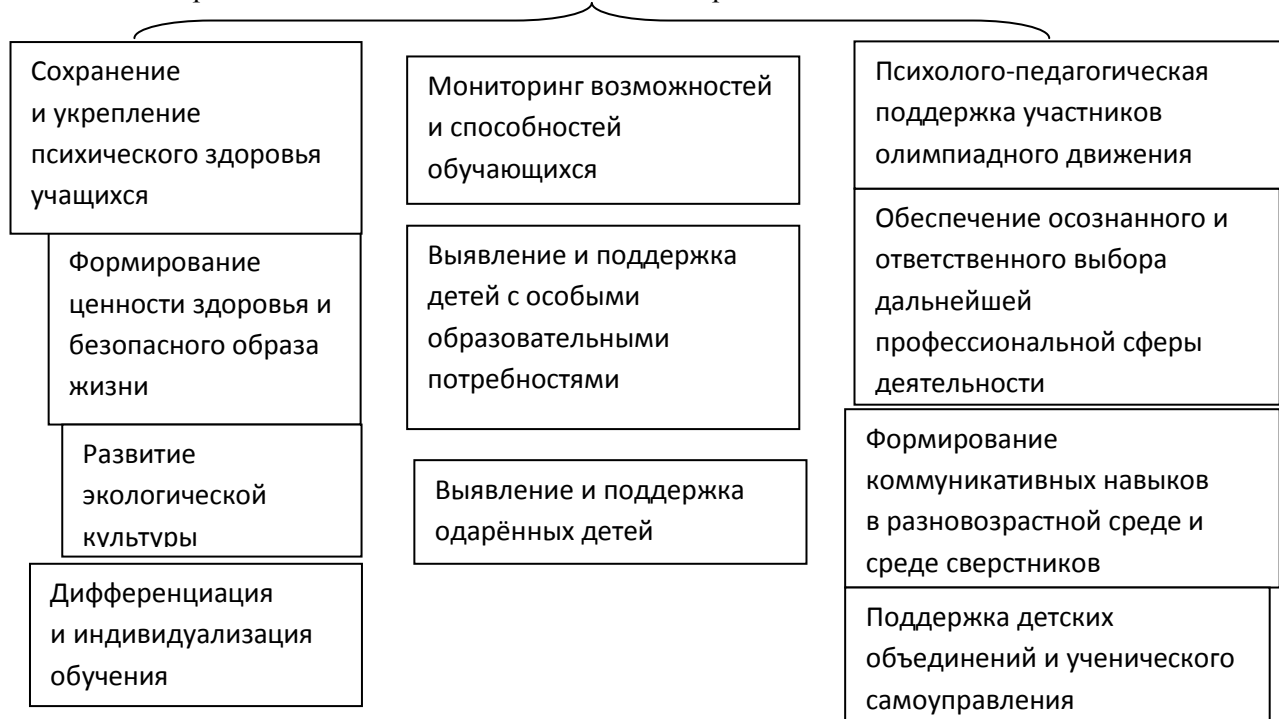 Сохранение
и укрепление
психического здоровья
учащихся
Формирование
ценности здоровья и
безопасного образа
жизни
Развитие
экологической
культуры
Дифференциация
и индивидуализация
обучения
Мониторинг возможностей
и способностей
обучающихся
Выявление и поддержка
детей с особыми
образовательными
потребностями
Выявление и поддержка
одарённых детей
Психолого-педагогическая
поддержка участников
олимпиадного движения
Обеспечение осознанного и
ответственного выбора
дальнейшей
профессиональной сферы
деятельности
Формирование
коммуникативных навыков
в разновозрастной среде и
среде сверстников
Поддержка детских
объединений и ученического
самоуправления